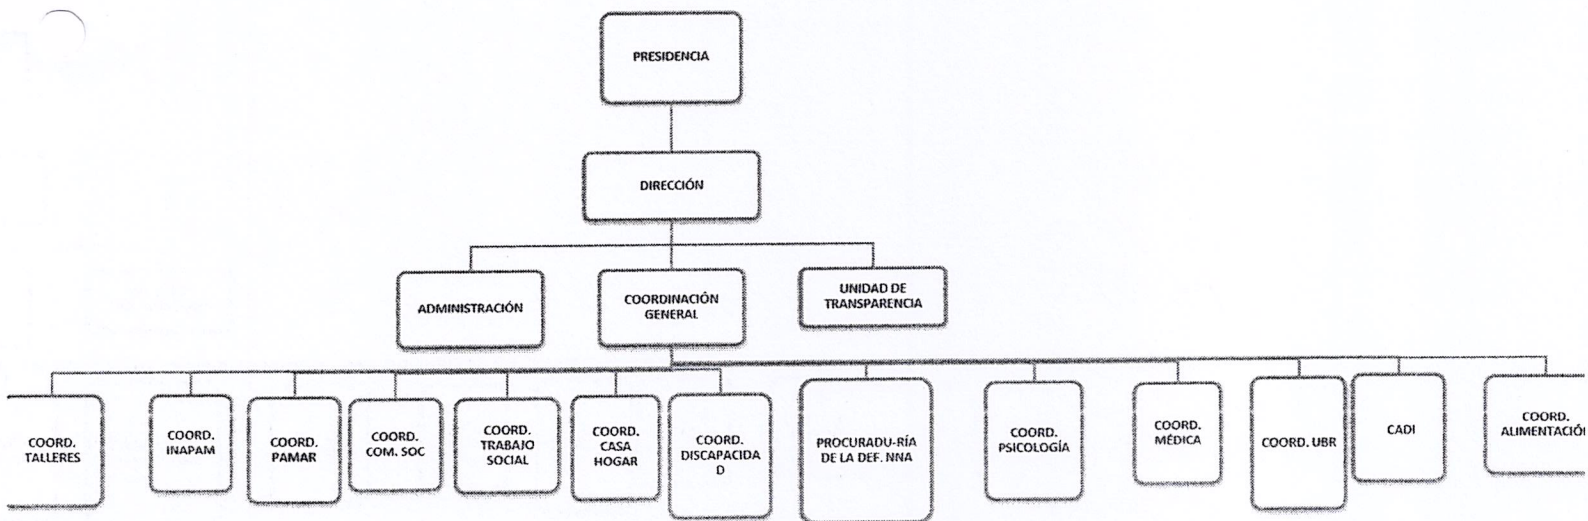 PRESIDENCIA
DIRECCIÓN
ADMINISTRACIÓN
COORDINACIÓN
GENERAL
UNIDAD DE
TRANSPARENCIA
COORD.
TALLERES
COORD.
INAPAM
COORD.
PAMAR
COORD.
COM. SOC
COORD.
TRABAJO
SOCIAL
COORD.
CASA
HOGAR
COORD.
DISCAPACIDA
D
PROCURADU-RÍA
DE LA DEF. NNA
COORD.
PSICOLOGÍA
COORD.
MÉDICA
COORD. UBR
CADI
COORD.
ALIMENTACIÓ